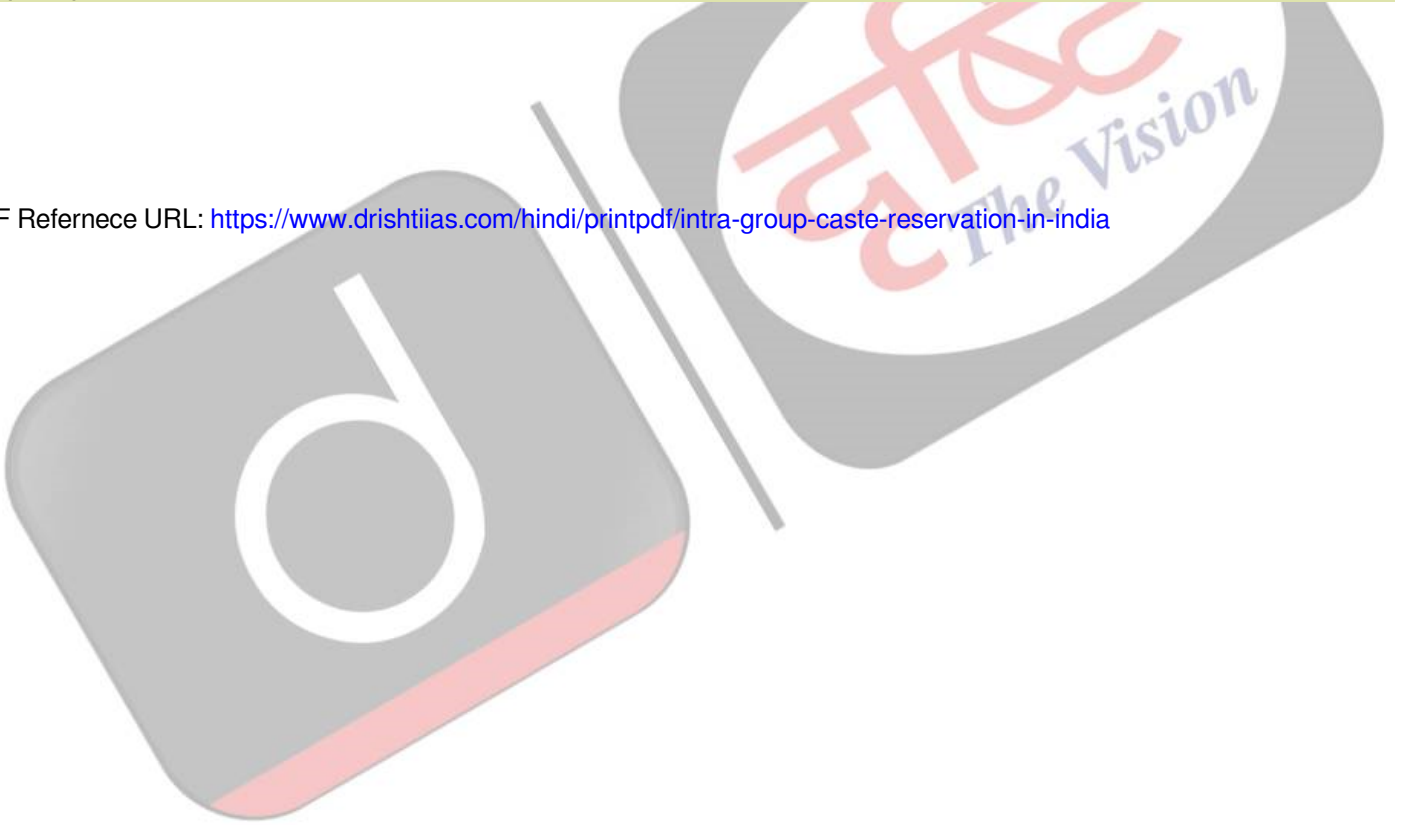 दृष्टि
The Vision
F Refernece URL: https://www.drishtiias.com/hindi/printpdf/intra-group-caste-reservation-in-india
d